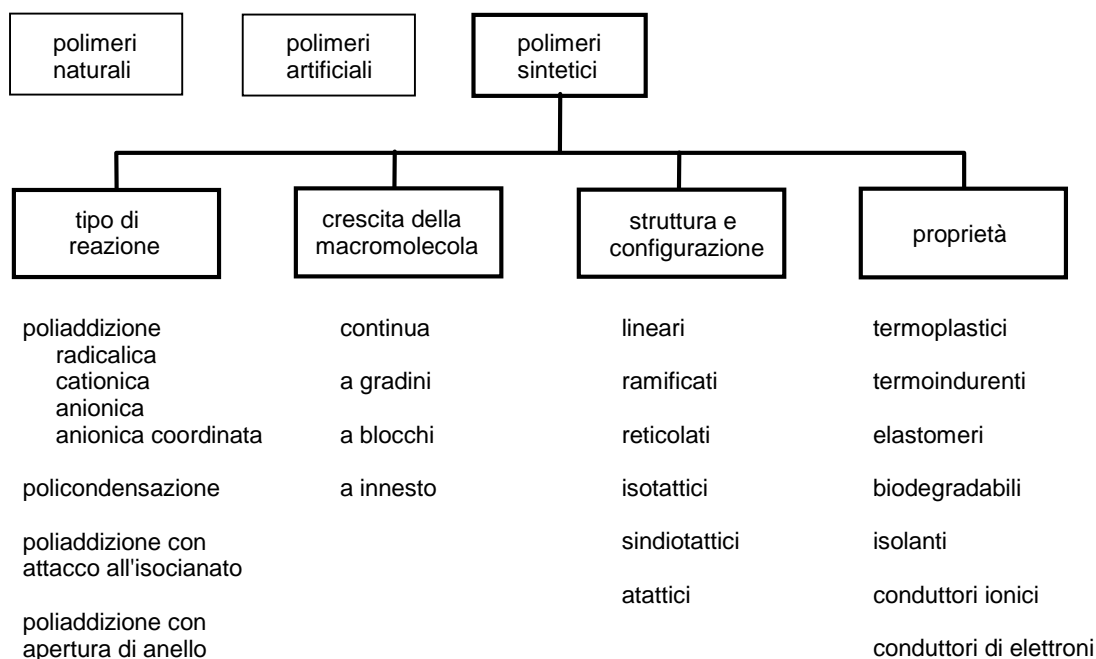 polimeri
naturali
polimeri
artificiali
polimeri
sintetici
tipo di
reazione
crescita della
macromolecola
struttura e
configurazione
proprietà
poliaddizione
radicalica
cationica
anionica
anionica coordinata
policondensazione
poliaddizione con
attacco all'isocianato
poliaddizione con
apertura di anello
continua
a gradini
a blocchi
a innesto
lineari
ramificati
reticolati
isotattici
sindiotattici
atattici
termoplastici
termoindurenti
elastomeri
biodegradabili
isolanti
conduttori ionici
conduttori di elettroni